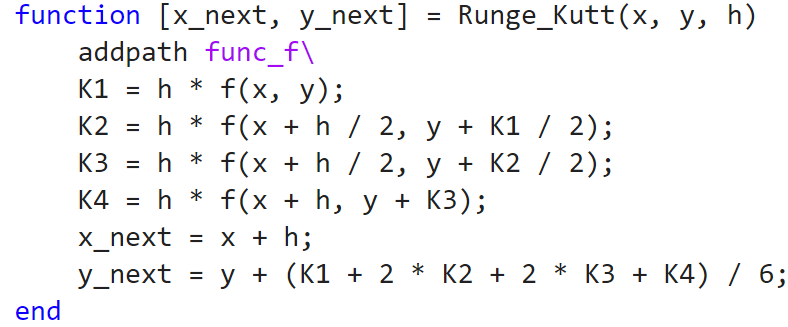 function [x_next, y_next] = Runge_Kutt(x, y, h)
    addpath func_f\
    K1 = h * f(x, y);
    K2 = h * f(x + h / 2, y + K1 / 2);
    K3 = h * f(x + h / 2, y + K2 / 2);
    K4 = h * f(x + h, y + K3);
    x_next = x + h;
    y_next = y + (K1 + 2 * K2 + 2 * K3 + K4) / 6;
end